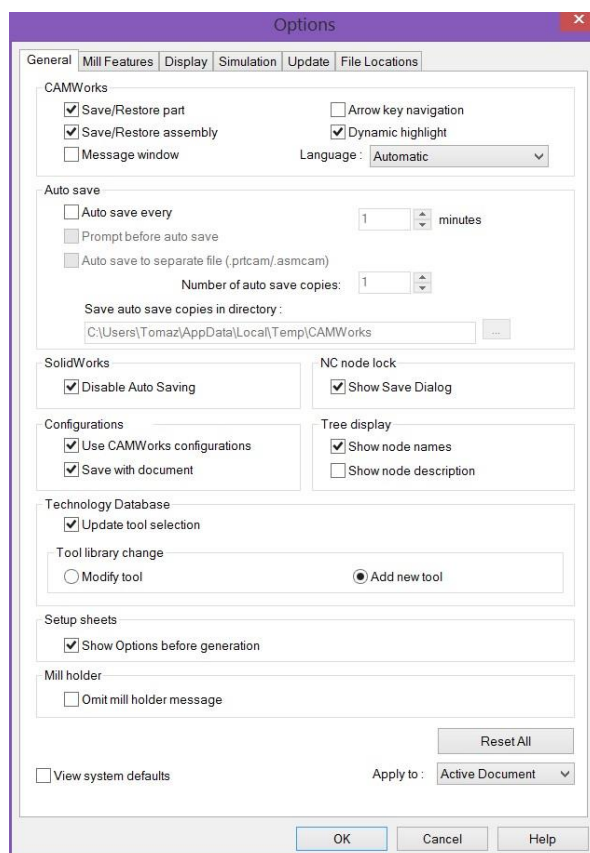 Options
General Mill Features Display Simulation Update File Locations
CAMWorks
Save/Restore part Arrow key navigation
Save/Restore assembly Dynamic highlight
Message window Language : Automatic
Auto save
Auto save every 1 minutes
Prompt before auto save
Auto save to separate file (.prtcam/.asmcam)
Number of auto save copies: 1
Save auto save copies in directory :
C:\Users\Tomaz\AppData\Local\Temp\CAMWorks ...
SolidWorks NC node lock
Disable Auto Saving Show Save Dialog
Configurations Tree display
Use CAMWorks configurations Show node names
Save with document Show node description
Technology Database
Update tool selection
Tool library change
Modify tool Add new tool
Setup sheets
Show Options before generation
Mill holder
Omit mill holder message
Reset All
View system defaults Apply to : Active Document
OK Cancel Help